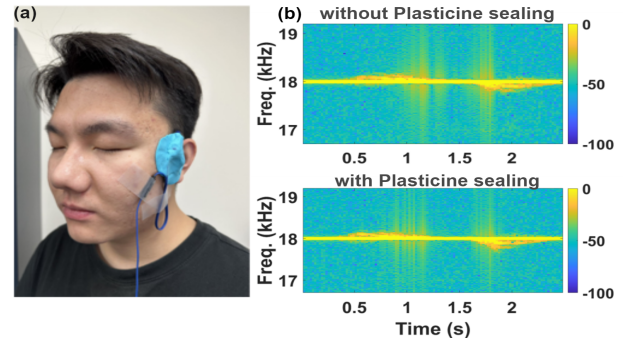 (a)
(b)
without Plasticine sealing
Freq. (kHz)
19
18
17
0.5 1 1.5 2
0
-50
-100
with Plasticine sealing
Freq. (kHz)
19
18
17
0.5 1 1.5 2
Time (s)
0
-50
-100